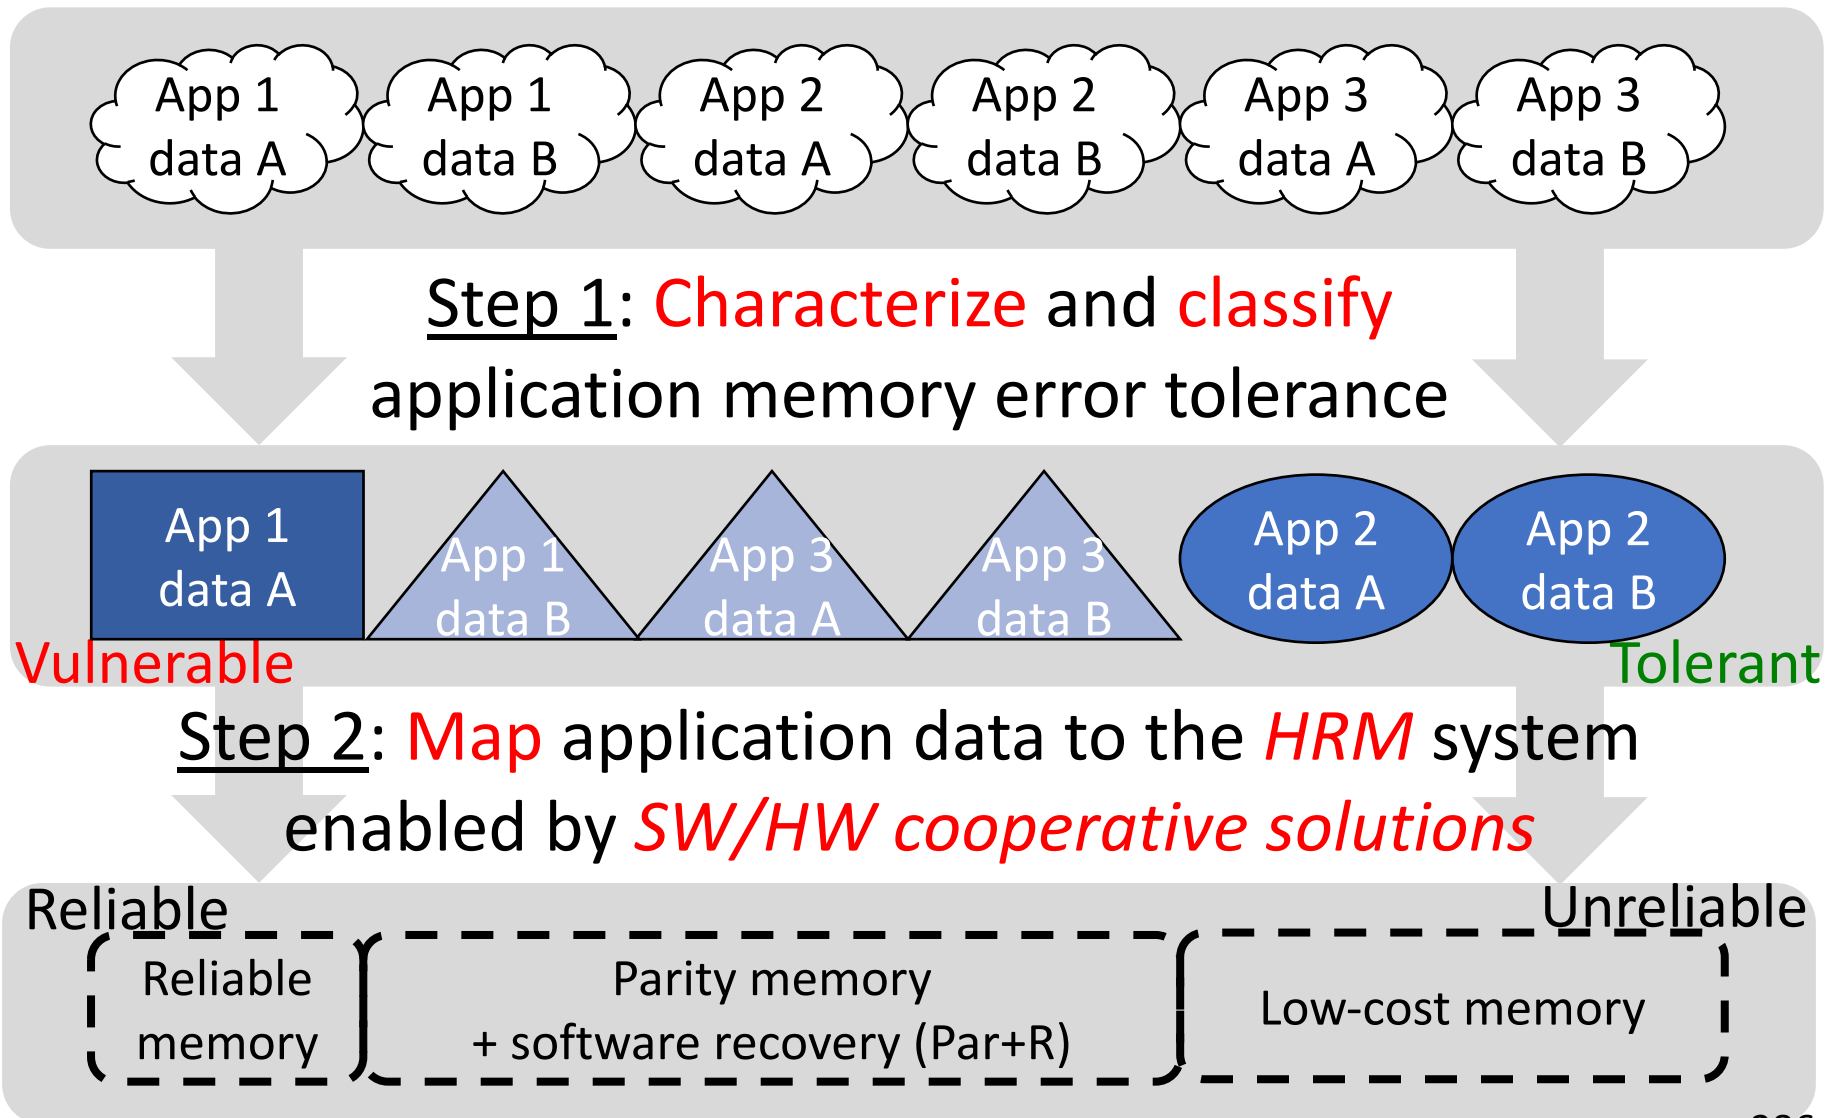 App 1
data A
App 1
data B
App 2
data A
App 2
data B
App 3
data A
App 3
data B
Step 1: Characterize and classify
application memory error tolerance
App 1
data A
App 1
data B
App 3
data A
App 3
data B
App 2
data A
App 2
data B
Vulnerable
Tolerant
Step 2: Map application data to the HRM system
enabled by SW/HW cooperative solutions
Reliable
Unreliable
Reliable
memory
Parity memory
+ software recovery (Par+R)
Low-cost memory